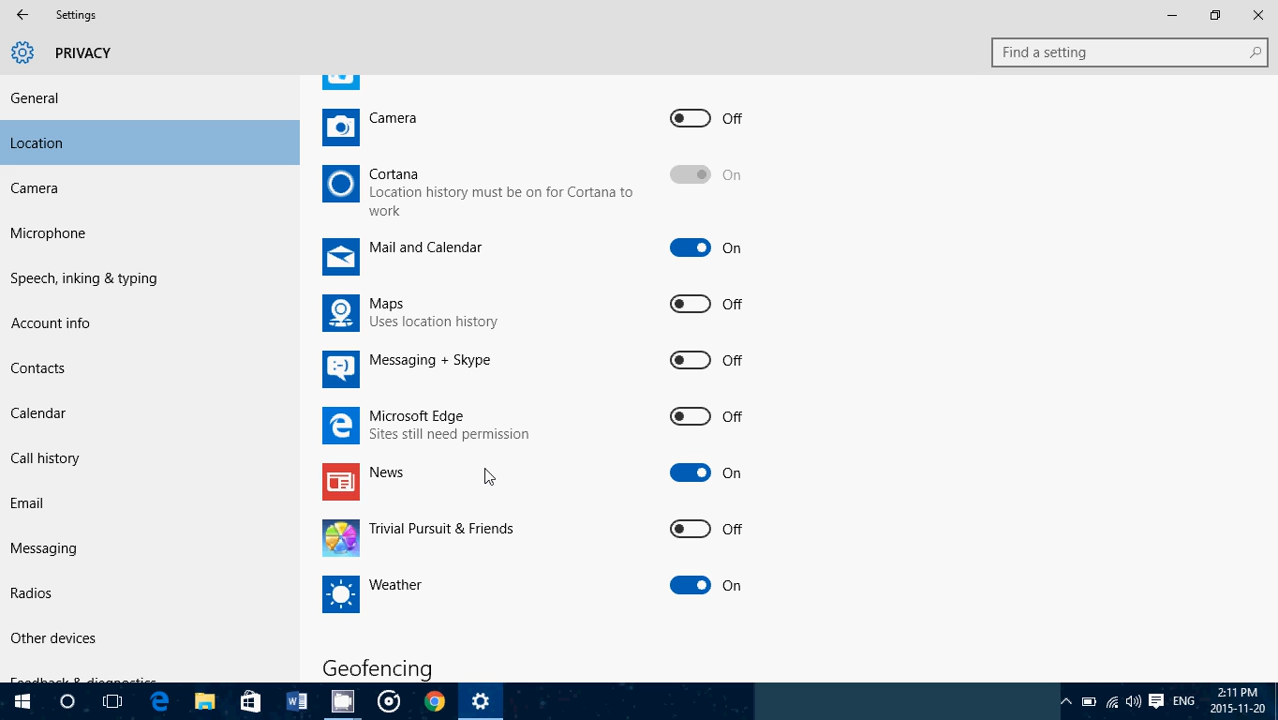 Settings
PRIVACY
Find a setting
General
Location
Camera
Microphone
Speech, inking & typing
Account info
Contacts
Calendar
Call history
Email
Messaging
Radios
Other devices
Feedback & diagnostics
Camera
Off
Cortana
Location history must be on for Cortana to
work
On
Mail and Calendar
On
Maps
Uses location history
Off
Messaging + Skype
Off
Microsoft Edge
Sites still need permission
Off
News
On
Trivial Pursuit & Friends
Off
Weather
On
Geofencing
ENG
2:11 PM
2015-11-20